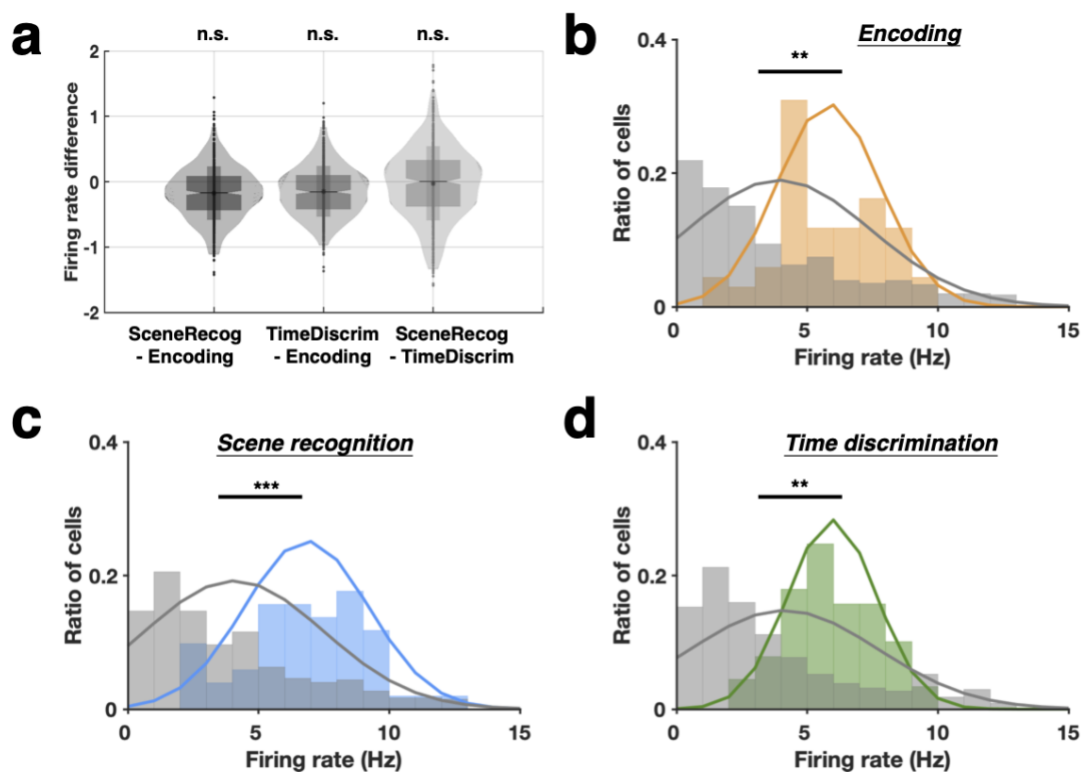 a
n.s. n.s. n.s.
2
1
0
-1
-2
Firing rate difference
SceneRecog
- Encoding
TimeDiscrim
- Encoding
SceneRecog
- TimeDiscrim
b
Encoding
**
0.4
0.2
0
Ratio of cells
0 5 10 15
Firing rate (Hz)
c
Scene recognition
***
0.4
0.2
0
Ratio of cells
0 5 10 15
Firing rate (Hz)
d
Time discrimination
**
0.4
0.2
0
Ratio of cells
0 5 10 15
Firing rate (Hz)